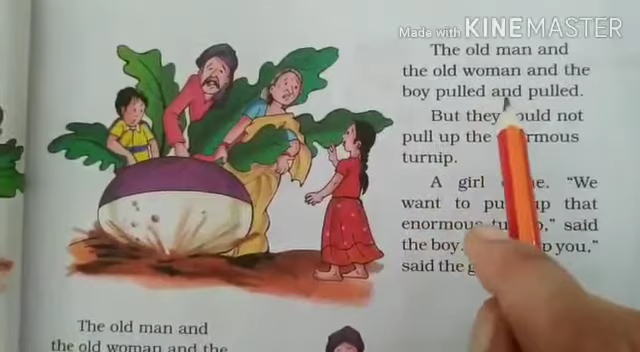 Made with KINEMASTER
The old man and
the old woman and the
boy pulled and pulled.
But they could not
pull up the enormous
turnip.
A girl came. "We
want to pull up that
enormous turnip," said
the boy. you,"
said the
The old man and
the old woman and the